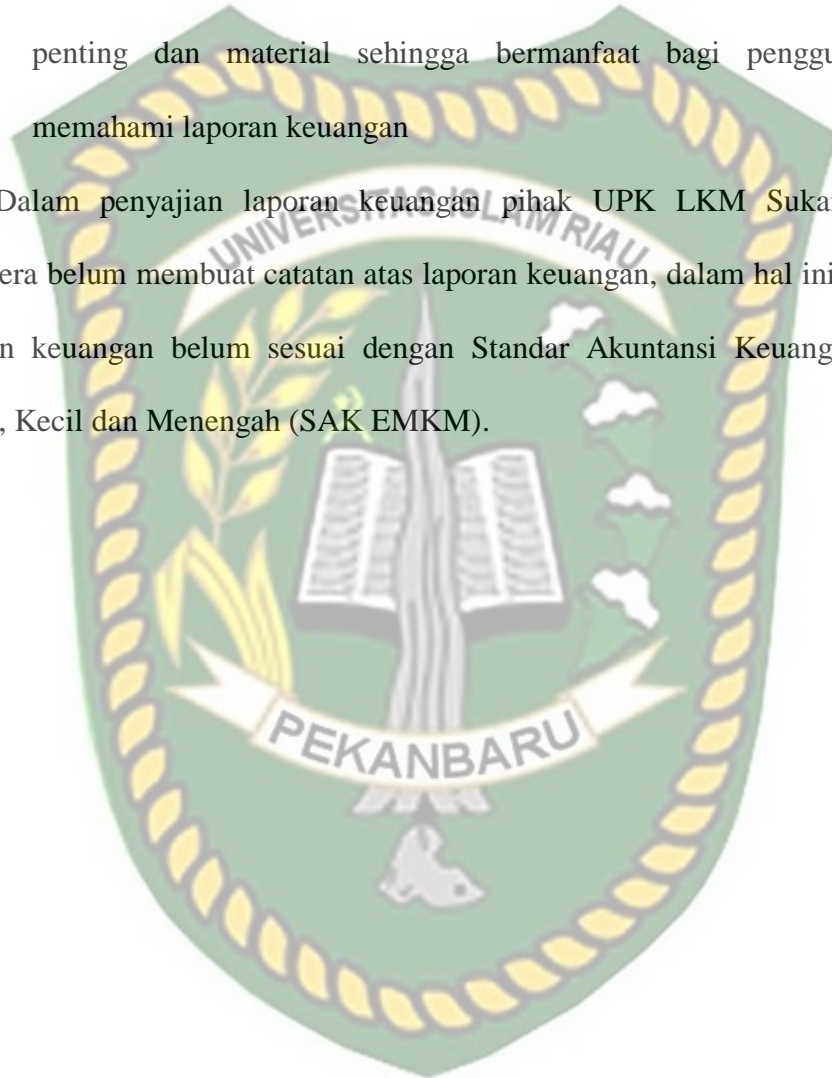 penting dan material sehingga bermanfaat bagi penggu
memahami laporan keuangan
Dalam penyajian laporan keuangan pihak UPK LKM Suka
era belum membuat catatan atas laporan keuangan, dalam hal ini
n keuangan belum sesuai dengan Standar Akuntansi Keuang
, Kecil dan Menengah (SAK EMKM).
UNIVERSITAS ISLAM RIAU
PEKANBARU